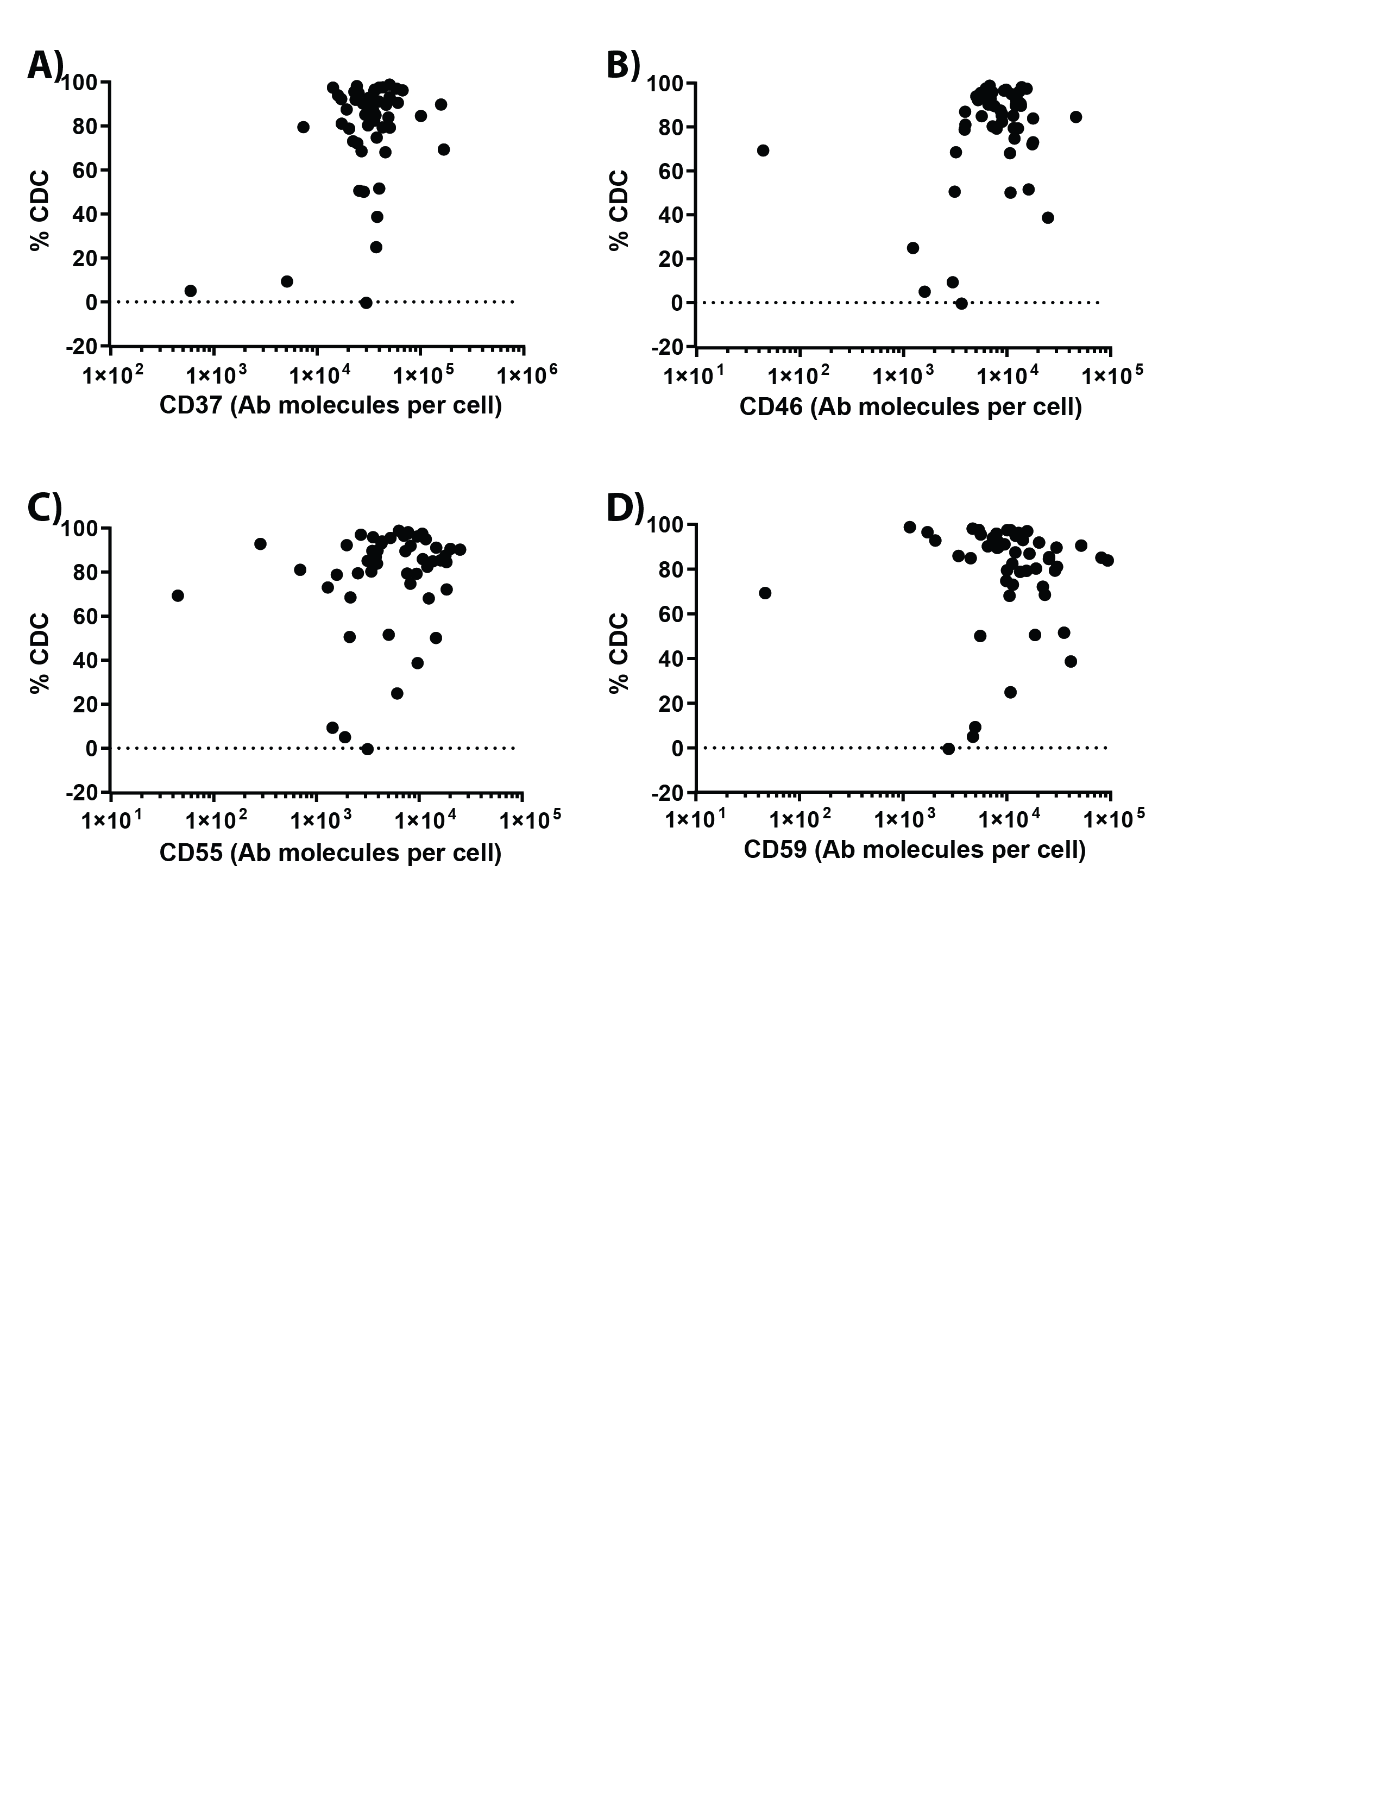 A)
100
80
60
40
20
0
-20
% CDC
1×10² 1×10³ 1×10⁴ 1×10⁵ 1×10⁶
CD37 (Ab molecules per cell)
B)
100
80
60
40
20
0
-20
% CDC
1×10¹ 1×10² 1×10³ 1×10⁴ 1×10⁵
CD46 (Ab molecules per cell)
C)
100
80
60
40
20
0
-20
% CDC
1×10¹ 1×10² 1×10³ 1×10⁴ 1×10⁵
CD55 (Ab molecules per cell)
D)
100
80
60
40
20
0
-20
% CDC
1×10¹ 1×10² 1×10³ 1×10⁴ 1×10⁵
CD59 (Ab molecules per cell)